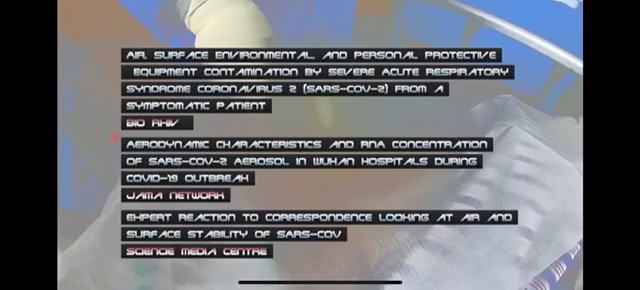 AIR, SURFACE ENVIRONMENTAL, AND PERSONAL PROTECTIVE
EQUIPMENT CONTAMINATION BY SEVERE ACUTE RESPIRATORY
SYNDROME CORONAVIRUS 2 (SARS-COV-2) FROM A
SYMPTOMATIC PATIENT
BIO RXIV
AERODYNAMIC CHARACTERISTICS AND RNA CONCENTRATION
OF SARS-COV-2 AEROSOL IN WUHAN HOSPITALS DURING
COVID-19 OUTBREAK
JAMA NETWORK
EXPERT REACTION TO CORRESPONDENCE LOOKING AT AIR AND
SURFACE STABILITY OF SARS-COV
SCIENCIE MEDIA CENTRE